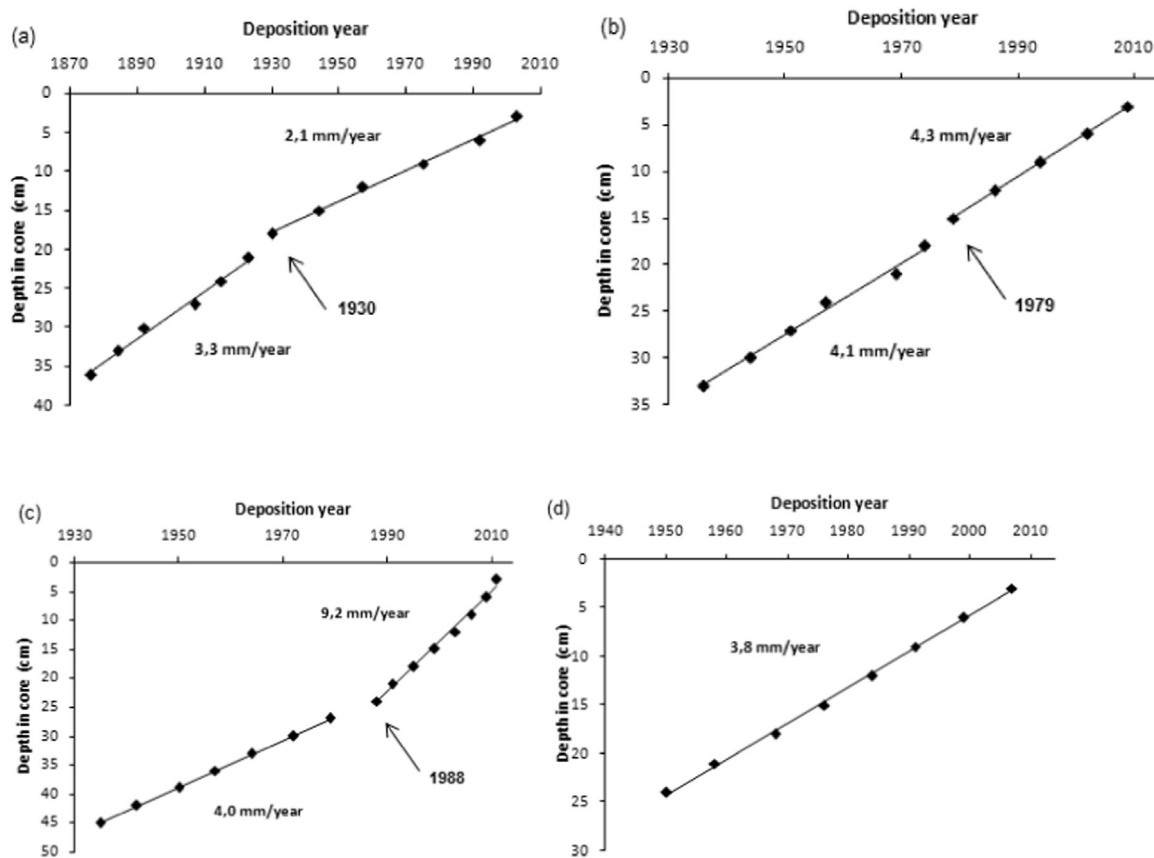 (a)
Deposition year
1870 1890 1910 1930 1950 1970 1990 2010
Depth in core (cm)
0
5
10
15
20
25
30
35
40
2,1 mm/year
1930
3,3 mm/year
(b)
Deposition year
1930 1950 1970 1990 2010
Depth in core (cm)
0
5
10
15
20
25
30
35
4,3 mm/year
1979
4,1 mm/year
(c)
Deposition year
1930 1950 1970 1990 2010
Depth in core (cm)
0
5
10
15
20
25
30
35
40
45
50
9,2 mm/year
1988
4,0 mm/year
(d)
Deposition year
1940 1950 1960 1970 1980 1990 2000 2010
Depth in core (cm)
0
5
10
15
20
25
30
3,8 mm/year